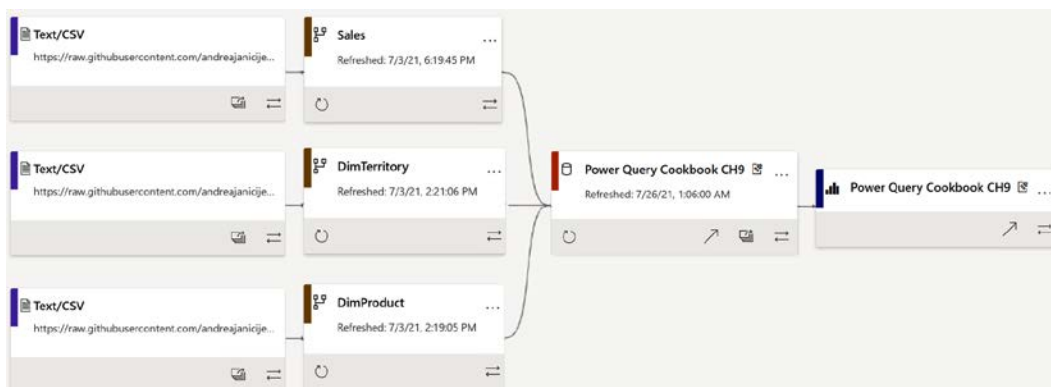 Text/CSV
https://raw.githubusercontent.com/andreajanicije...
Sales
...
Refreshed: 7/3/21, 6:19:45 PM
Text/CSV
https://raw.githubusercontent.com/andreajanicije...
DimTerritory
...
Refreshed: 7/3/21, 2:21:06 PM
Text/CSV
https://raw.githubusercontent.com/andreajanicije...
DimProduct
...
Refreshed: 7/3/21, 2:19:05 PM
Power Query Cookbook CH9
...
Refreshed: 7/26/21, 1:06:00 AM
Power Query Cookbook CH9
...